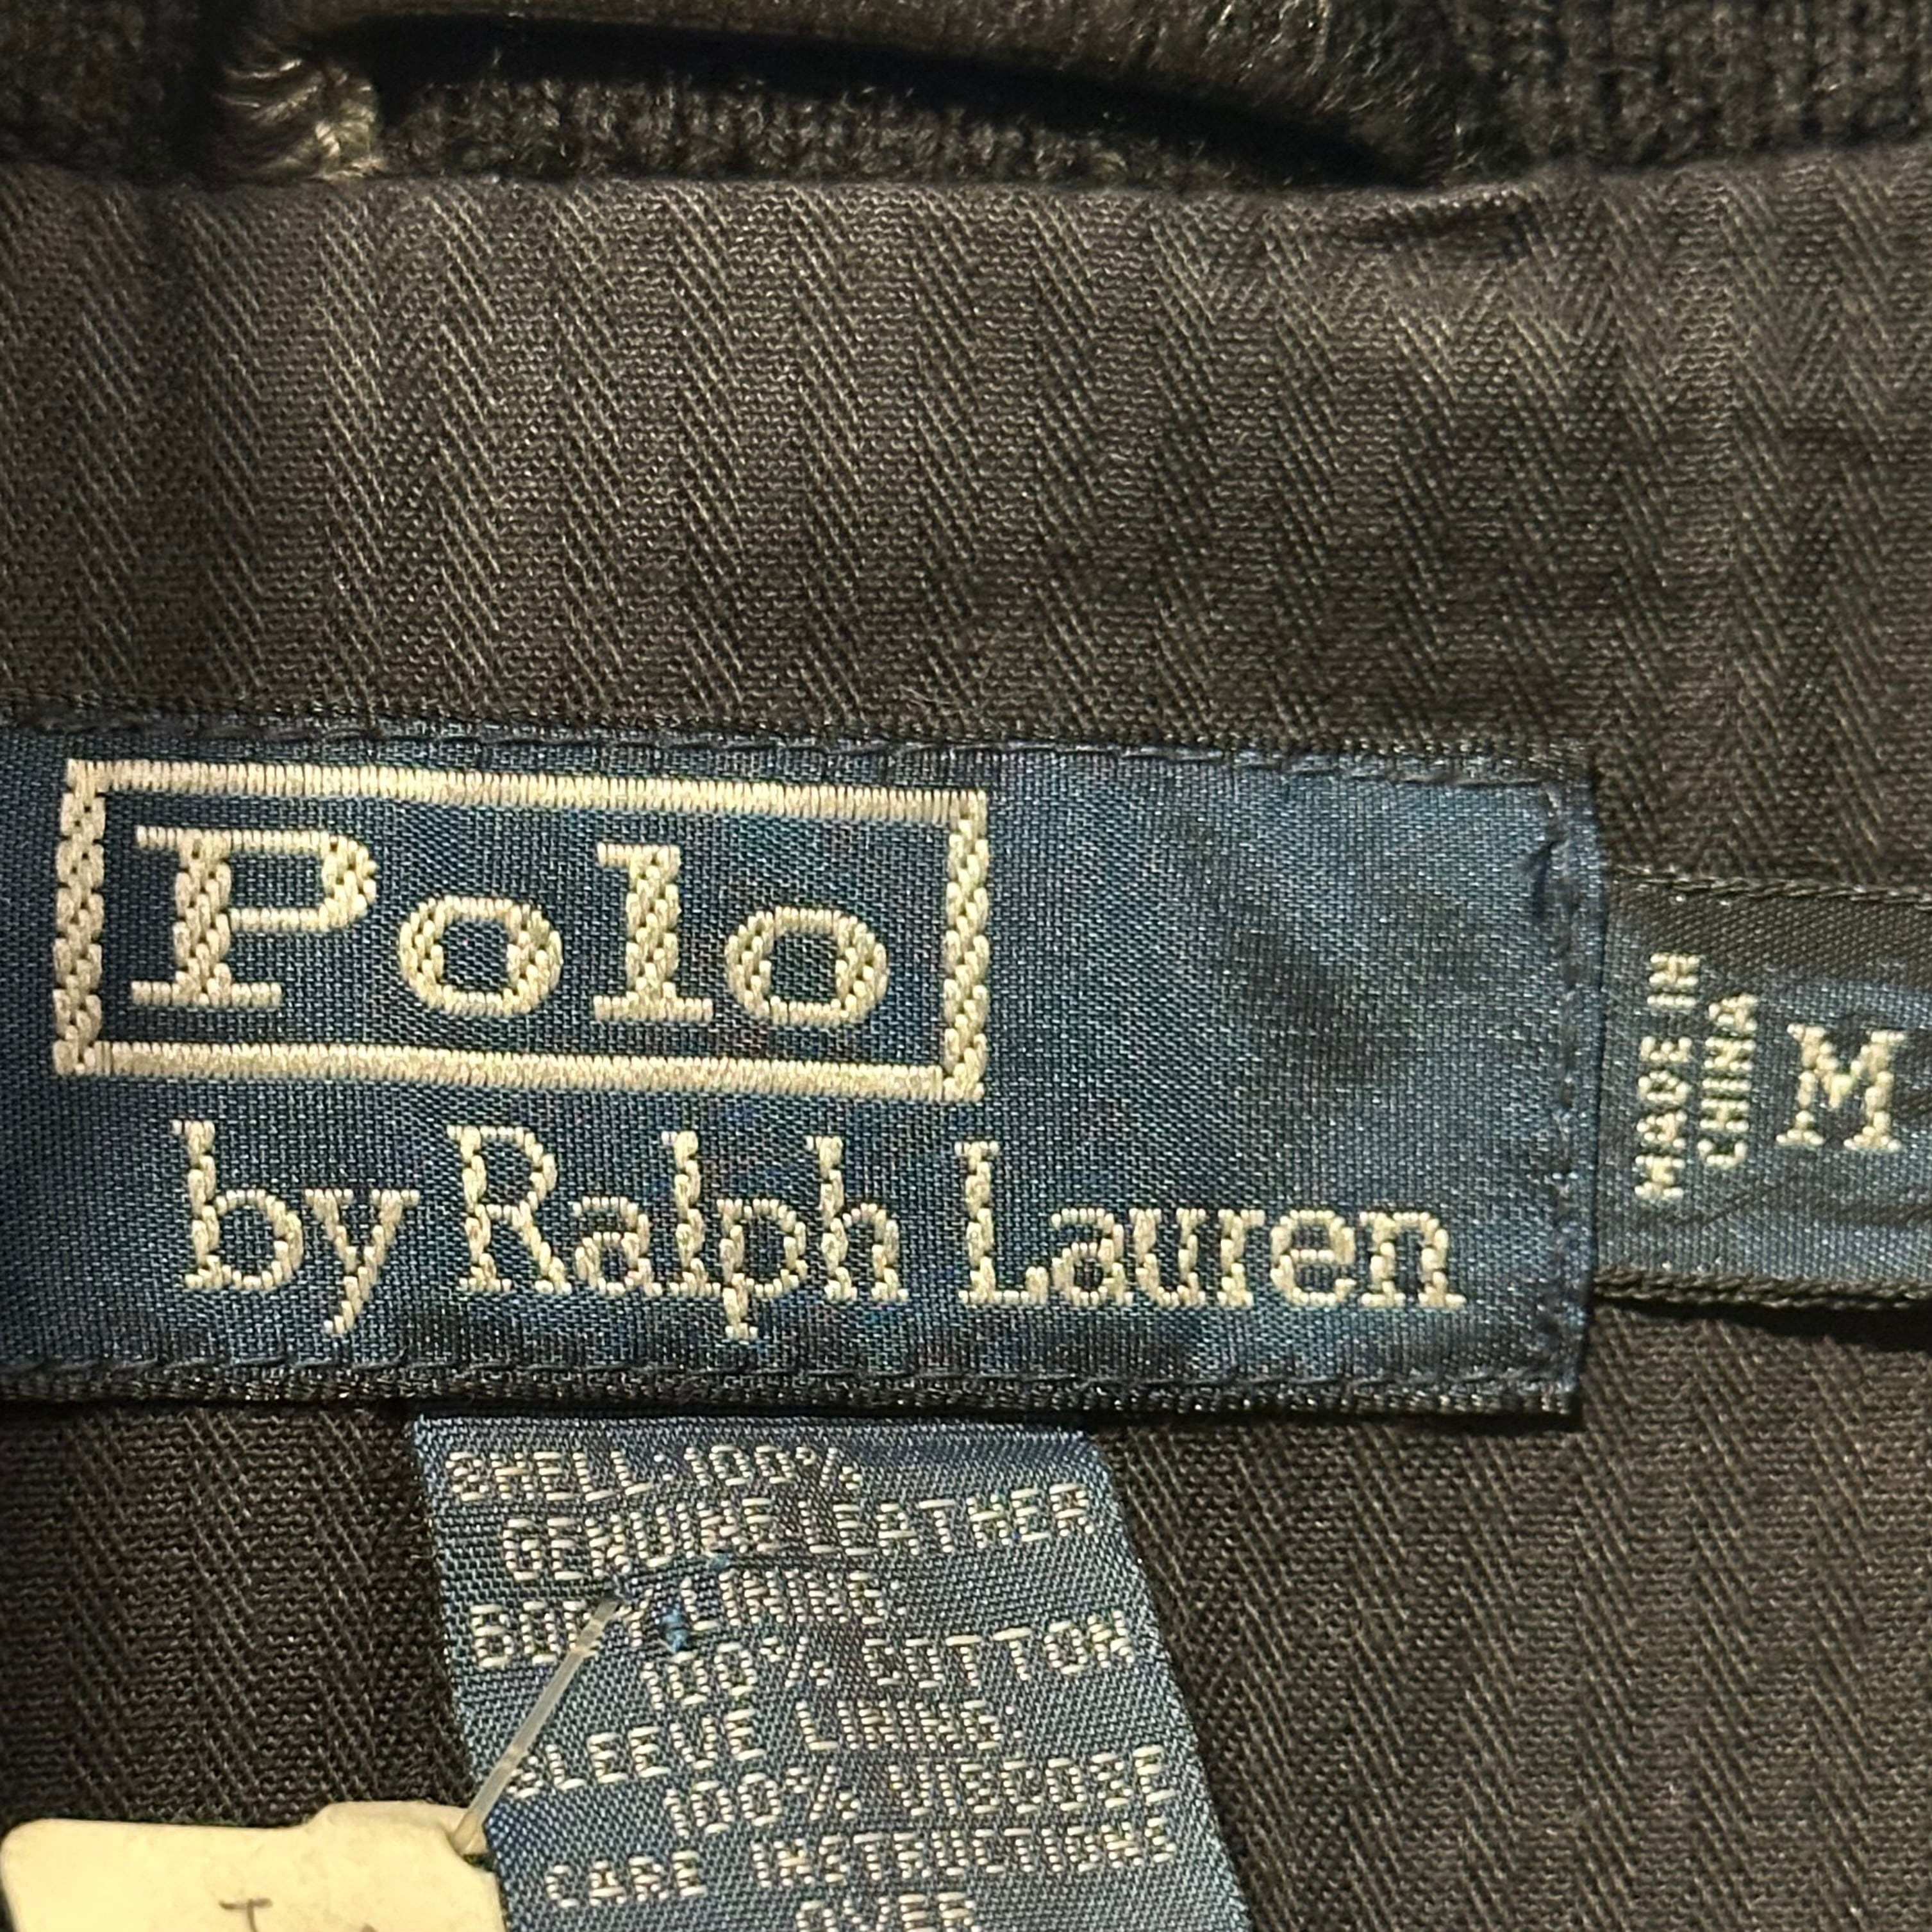 Polo
by Ralph Lauren
MADE IN
CHINA
M
SHELL:100%
GENUINE LEATHER
BODY LINING:
100% COTTON
SLEEVE LINING:
100% VISCOSE
CARE INSTRUCTIONS
OVER